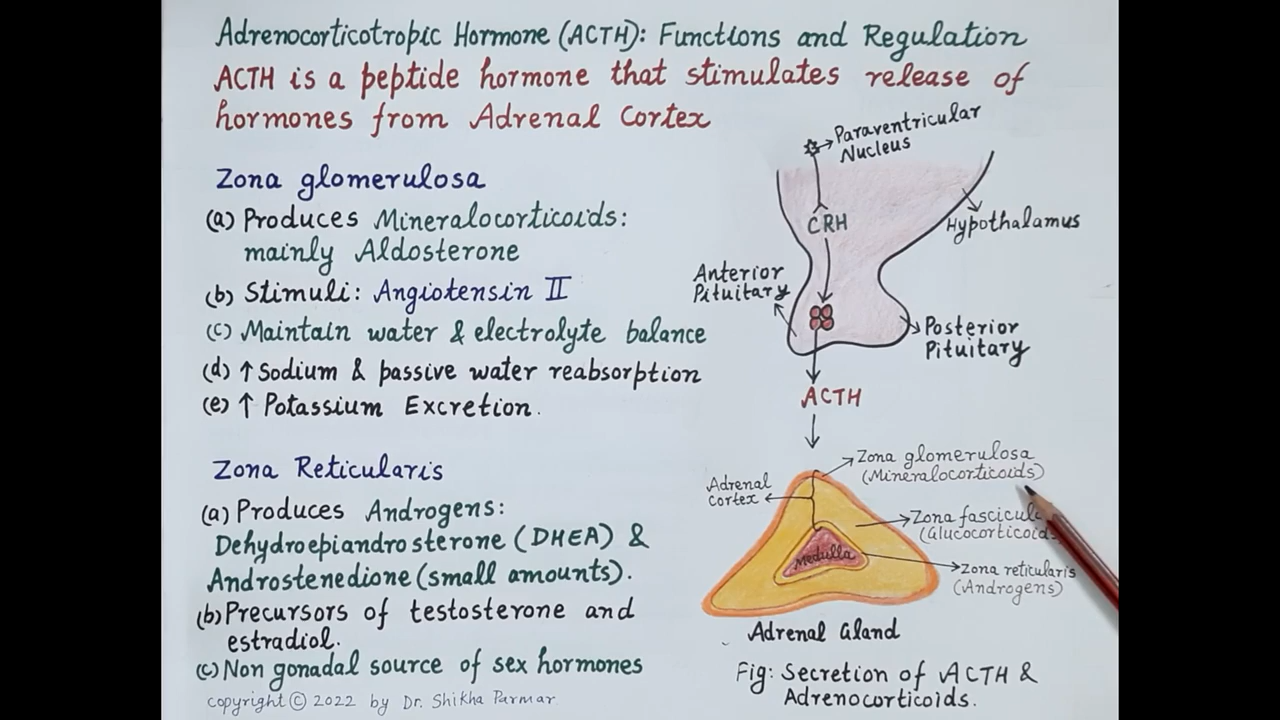 Adrenocorticotropic Hormone (ACTH): Functions and Regulation
ACTH is a peptide hormone that stimulates release of
hormones from Adrenal Cortex
Zona glomerulosa
(a) Produces Mineralocorticoids:
mainly Aldosterone
(b) Stimuli: Angiotensin II
(c) Maintain water & electrolyte balance
(d) ↑ Sodium & passive water reabsorption
(e) ↑ Potassium Excretion.
Zona Reticularis
(a) Produces Androgens:
Dehydroepiandrosterone (DHEA) &
Androstenedione (small amounts).
(b) Precursors of testosterone and
estradiol.
(c) Non gonadal source of sex hormones
copyright © 2022 by Dr. Shikha Parmar
Paraventricular
Nucleus
CRH
Hypothalamus
Anterior
Pituitary
Posterior
Pituitary
ACTH
Zona glomerulosa
(Mineralocorticoids)
Adrenal
Cortex
Zona
Medulla
Zona reticularis
(Androgens)
Adrenal Gland
Fig: Secretion of ACTH &
Adrenocorticoids.